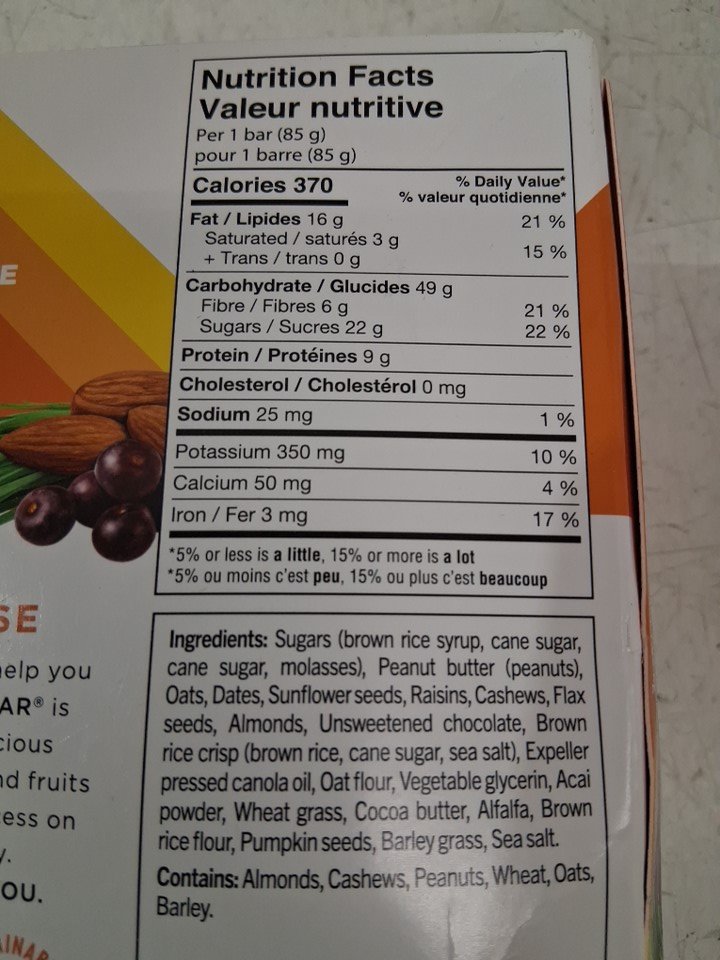 Nutrition Facts
Valeur nutritive
Per 1 bar (85 g)
pour 1 barre (85 g)
Calories 370
% Daily Value*
% valeur quotidienne*
Fat / Lipides 16 g 21 %
Saturated / saturés 3 g
+ Trans / trans 0 g 15 %
Carbohydrate / Glucides 49 g
Fibre / Fibres 6 g 21 %
Sugars / Sucres 22 g 22 %
Protein / Protéines 9 g
Cholesterol / Cholestérol 0 mg
Sodium 25 mg 1 %
Potassium 350 mg 10 %
Calcium 50 mg 4 %
Iron / Fer 3 mg 17 %
*5% or less is a little, 15% or more is a lot
*5% ou moins c'est peu, 15% ou plus c'est beaucoup
Ingredients: Sugars (brown rice syrup, cane sugar,
cane sugar, molasses), Peanut butter (peanuts),
Oats, Dates, Sunflower seeds, Raisins, Cashews, Flax
seeds, Almonds, Unsweetened chocolate, Brown
rice crisp (brown rice, cane sugar, sea salt), Expeller
pressed canola oil, Oat flour, Vegetable glycerin, Acai
powder, Wheat grass, Cocoa butter, Alfalfa, Brown
rice flour, Pumpkin seeds, Barley grass, Sea salt.
Contains: Almonds, Cashews, Peanuts, Wheat, Oats,
Barley.
E
SE
elp you
AR® is
cious
nd fruits
ess on
y.
OU.
AINAB